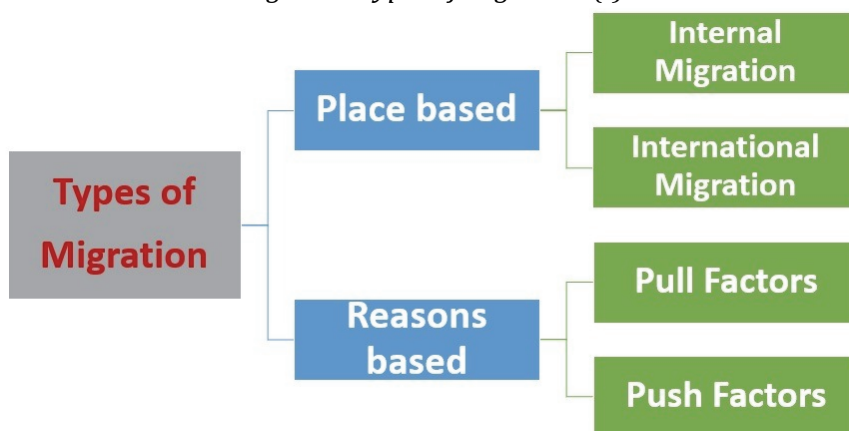 Types of
Migration
Place based
Internal
Migration
International
Migration
Reasons
based
Pull Factors
Push Factors